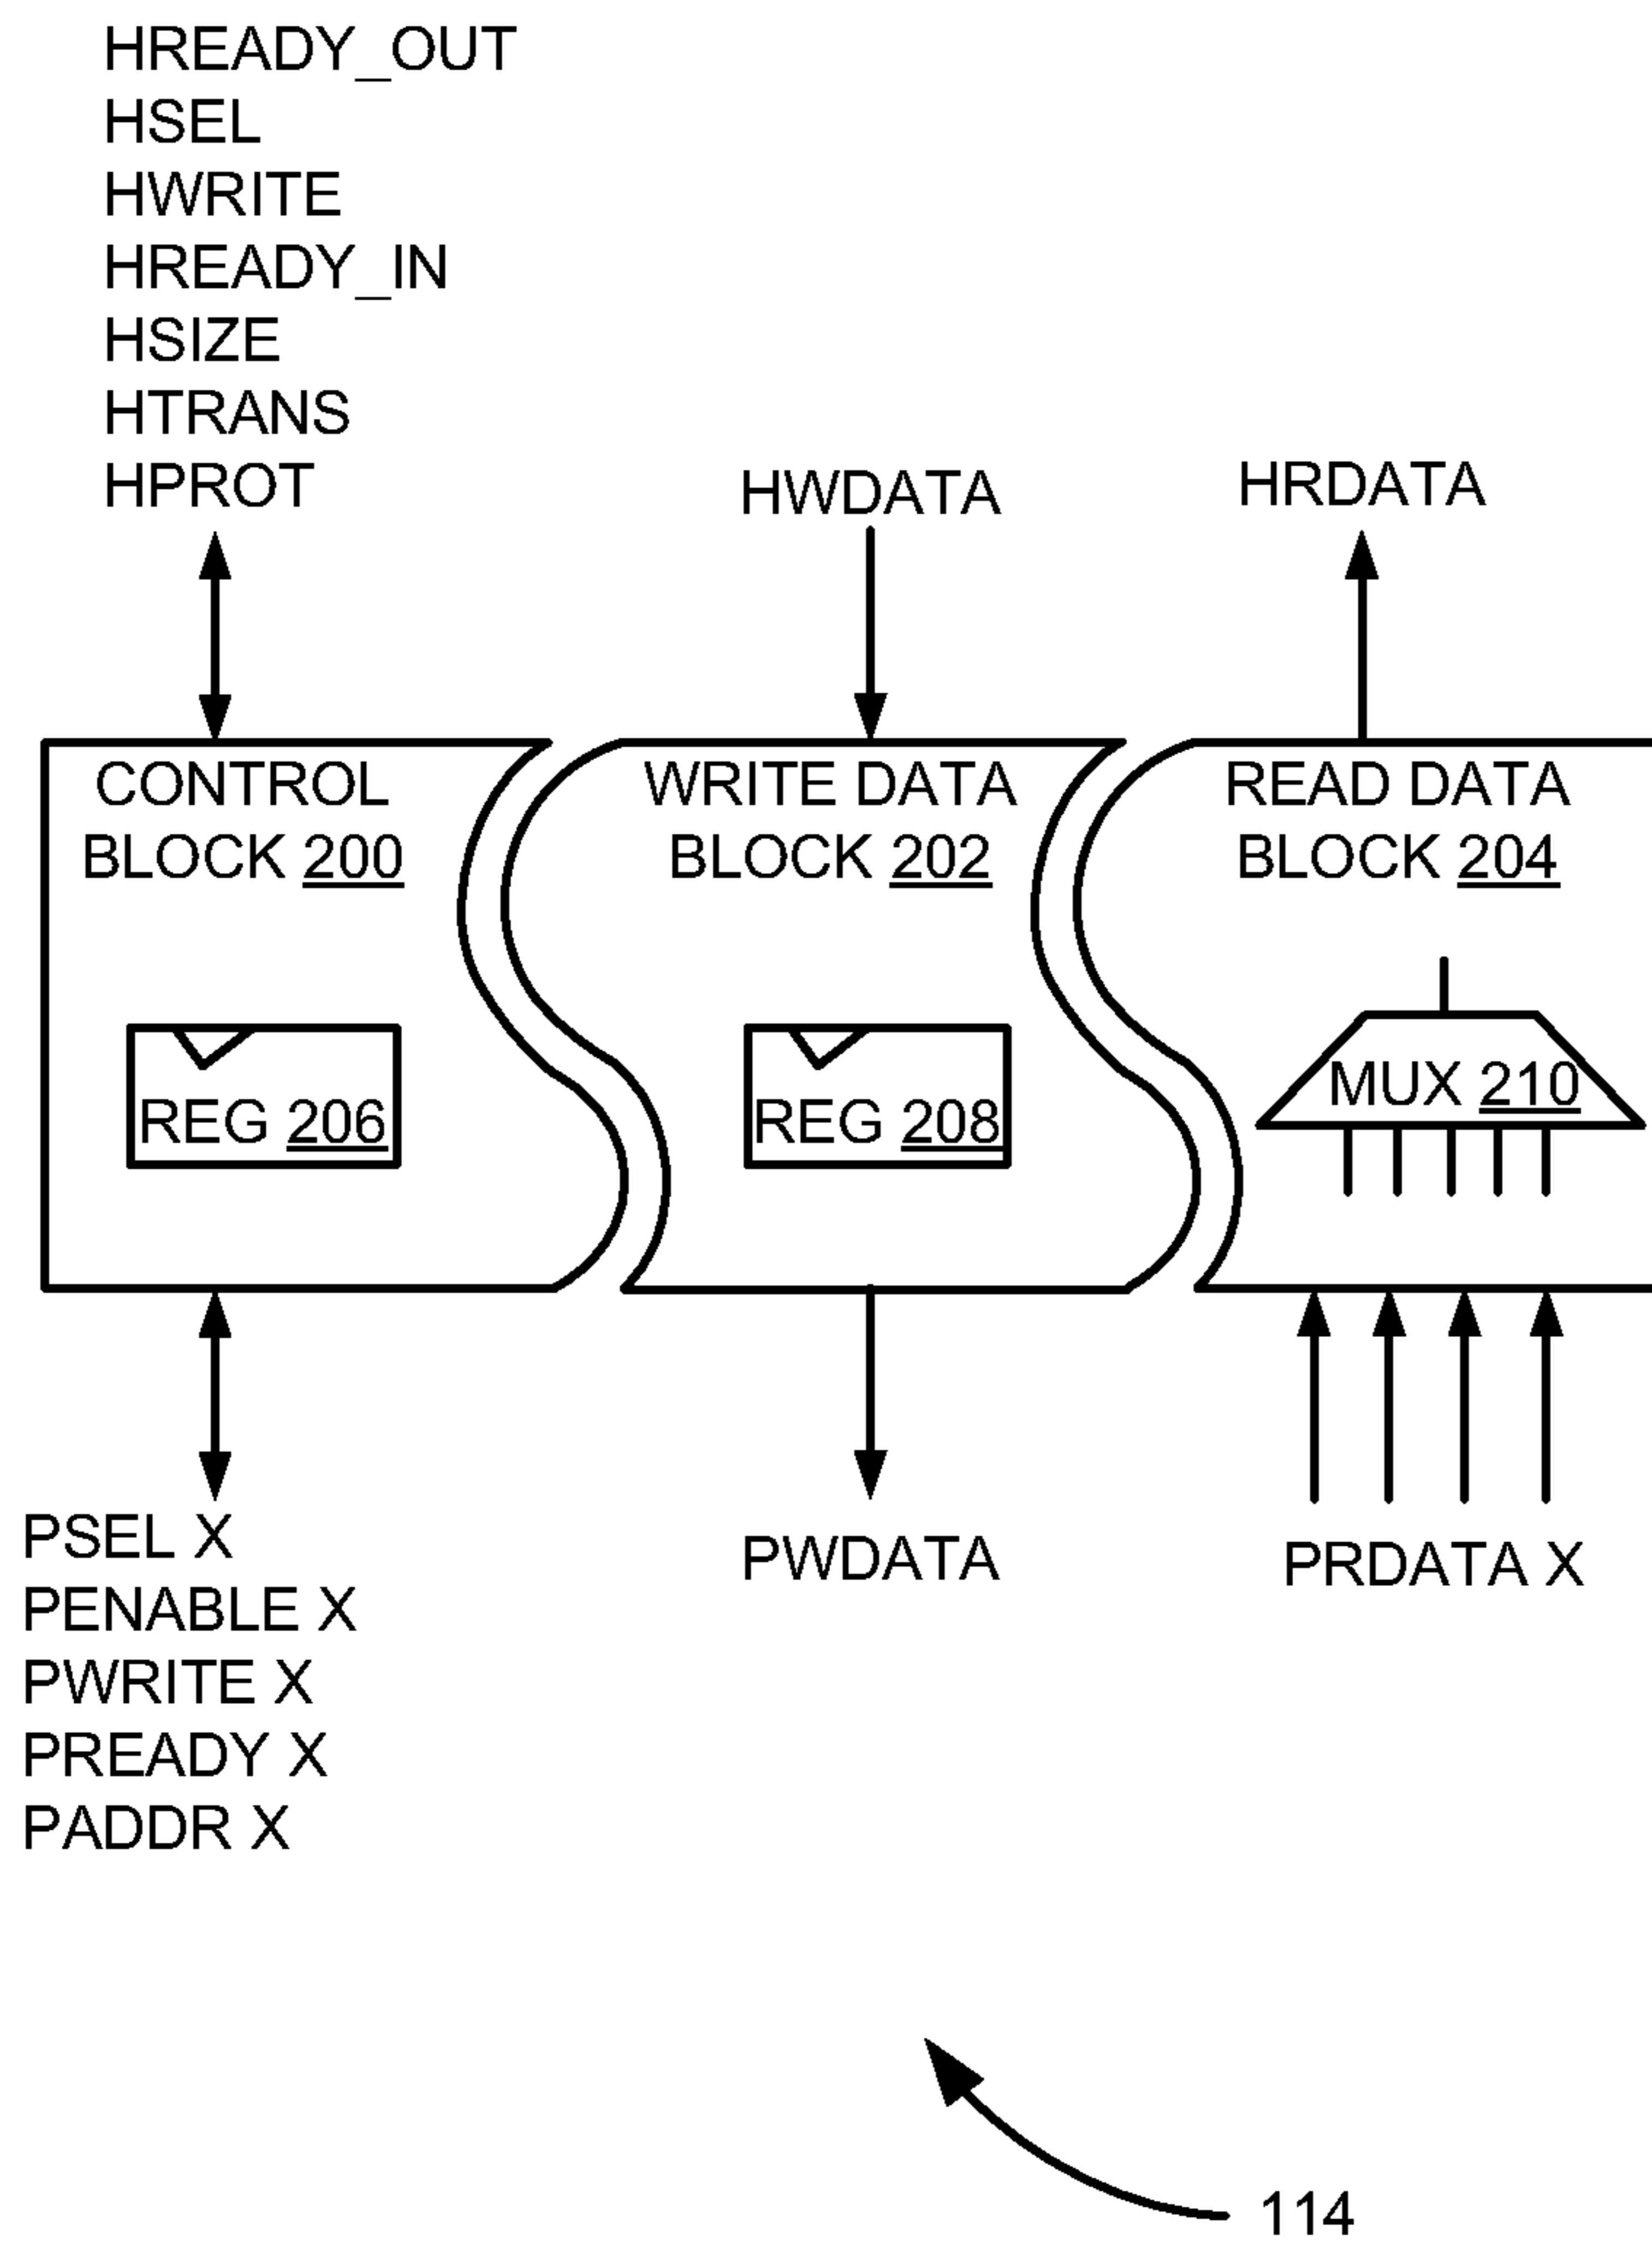 HREADY_OUT
HSEL
HWRITE
HREADY_IN
HSIZE
HTRANS
HPROT
HWDATA
HRDATA
CONTROL
BLOCK 200
WRITE DATA
BLOCK 202
READ DATA
BLOCK 204
REG 206
REG 208
MUX 210
PSEL X
PENABLE X
PWRITE X
PREADY X
PADDR X
PWDATA
PRDATA X
114